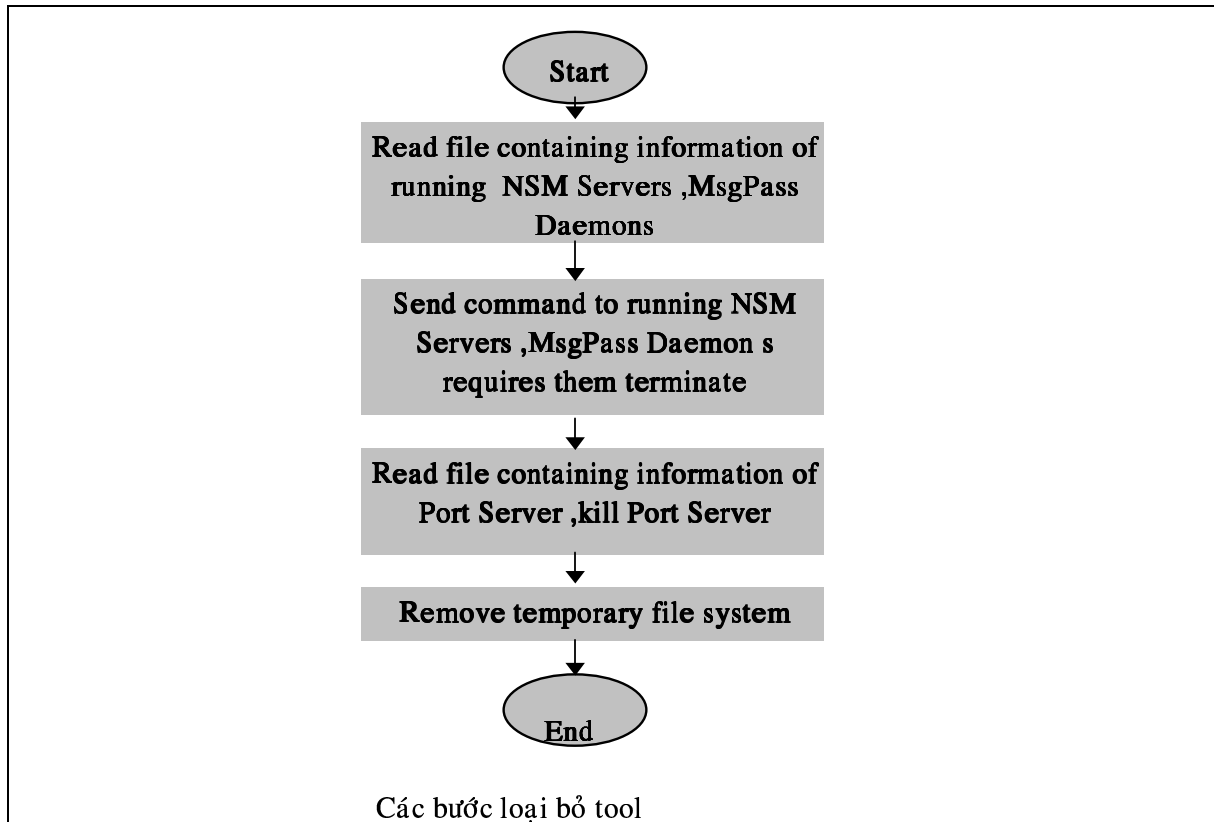 Start
Read file containing information of
running NSM Servers ,MsgPass
Daemons
Send command to running NSM
Servers ,MsgPass Daemon s
requires them terminate
Read file containing information of
Port Server ,kill Port Server
Remove temporary file system
End
Các bước loại bỏ tool